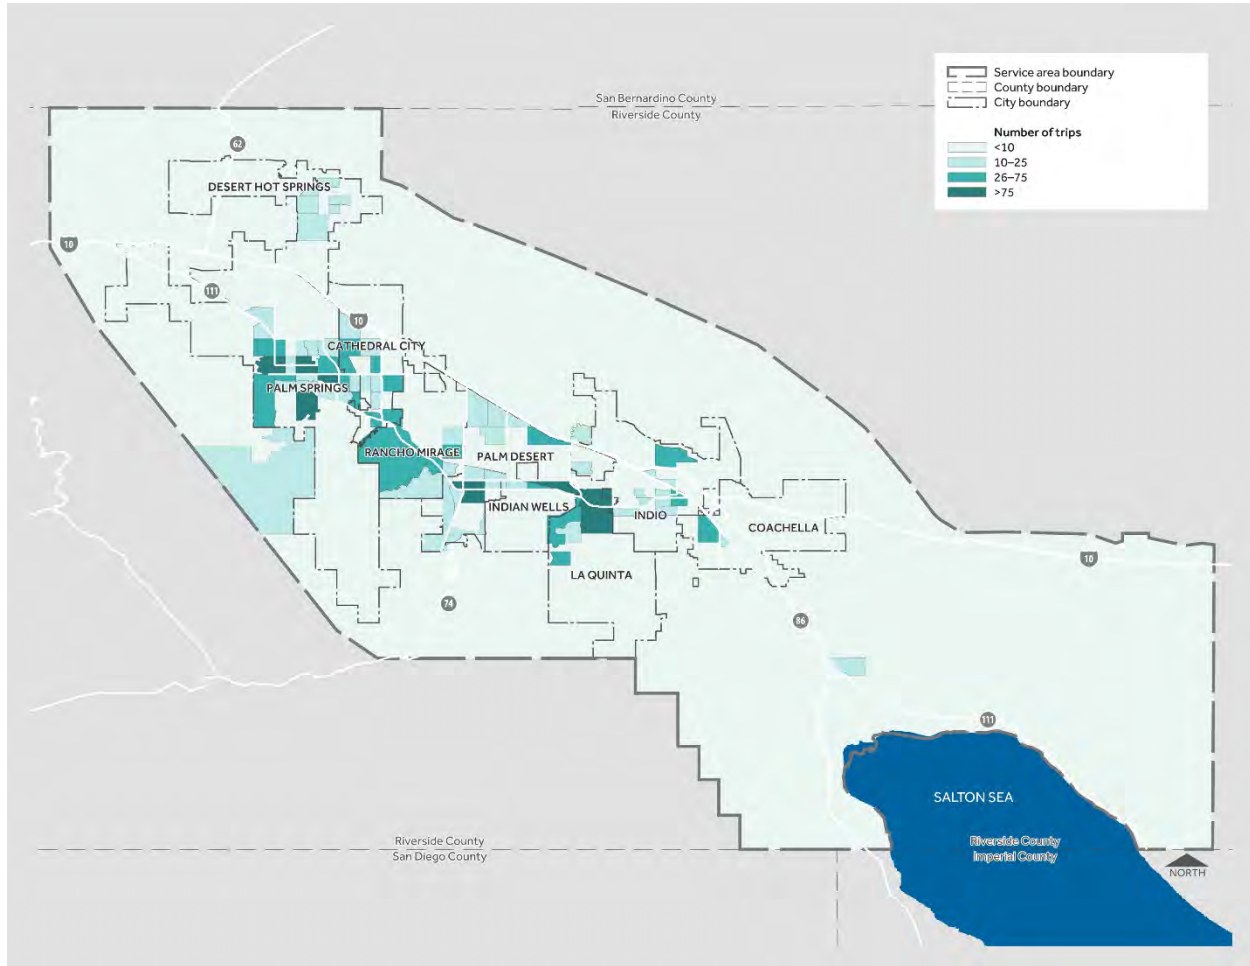 Service area boundary
County boundary
City boundary
Number of trips
<10
10–25
26–75
>75
San Bernardino County
Riverside County
62
DESERT HOT SPRINGS
10
111
10
CATHEDRAL CITY
PALM SPRINGS
RANCHO MIRAGE
PALM DESERT
INDIAN WELLS
INDIO
COACHELLA
10
LA QUINTA
74
86
111
SALTON SEA
Riverside County
San Diego County
Riverside County
Imperial County
NORTH